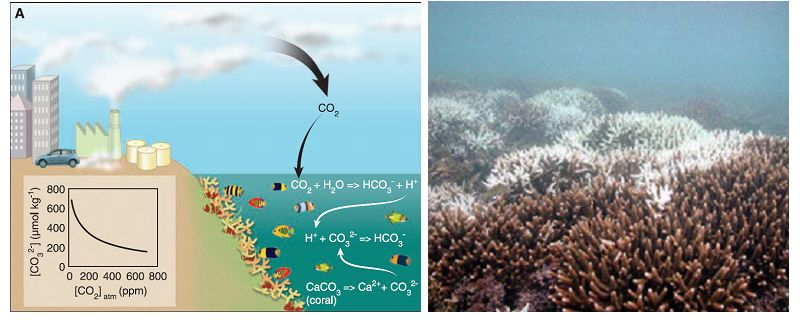 A
CO₂
CO₂ + H₂O => HCO₃⁻ + H⁺
H⁺ + CO₃²⁻ => HCO₃⁻
CaCO₃ => Ca²⁺ + CO₃²⁻
(coral)
[CO₃²⁻] (µmol kg⁻¹)
800
600
400
200
0
0 200 400 600 800
[CO₂]atm (ppm)